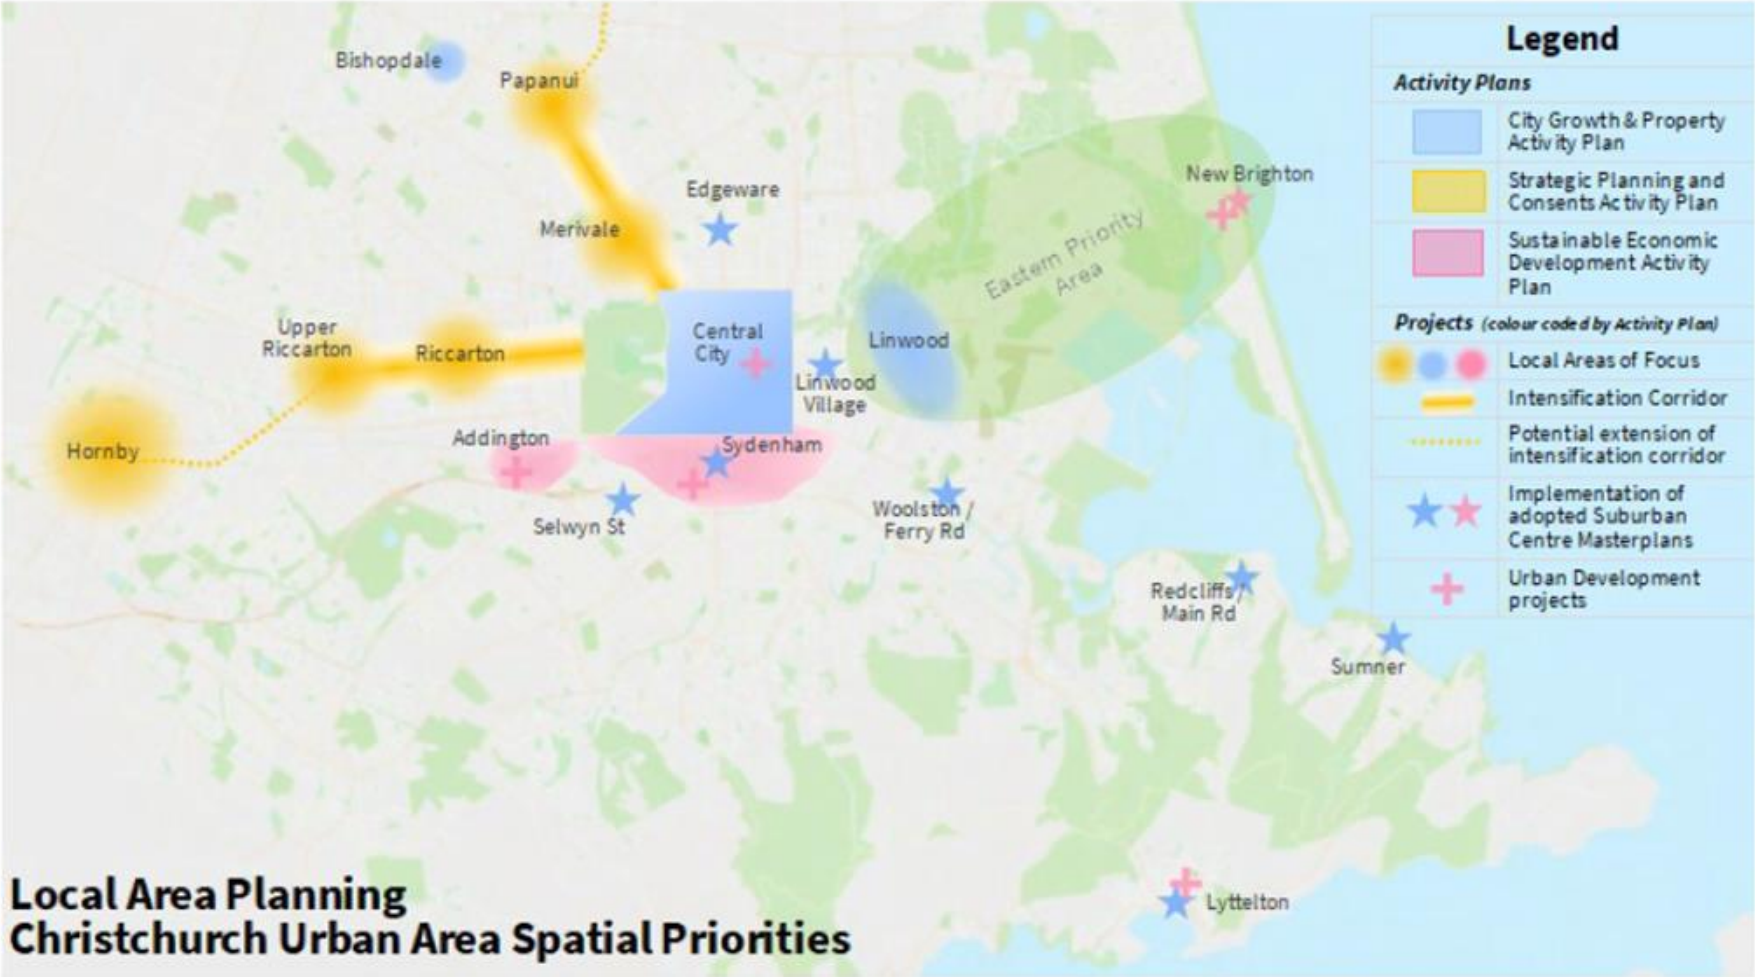 Bishopdale
Papanui
Edgeware
Merivale
New Brighton
Eastern Priority
Area
Upper
Riccarton
Riccarton
Central
City
Linwood
Linwood
Village
Hornby
Addington
Sydenham
Selwyn St
Woolston /
Ferry Rd
Redcliffs/
Main Rd
Sumner
Lyttelton
Legend
Activity Plans
City Growth & Property
Activity Plan
Strategic Planning and
Consents Activity Plan
Sustainable Economic
Development Activity
Plan
Projects (colour coded by Activity Plan)
Local Areas of Focus
Intensification Corridor
Potential extension of
intensification corridor
Implementation of
adopted Suburban
Centre Masterplans
Urban Development
projects
Local Area Planning
Christchurch Urban Area Spatial Priorities